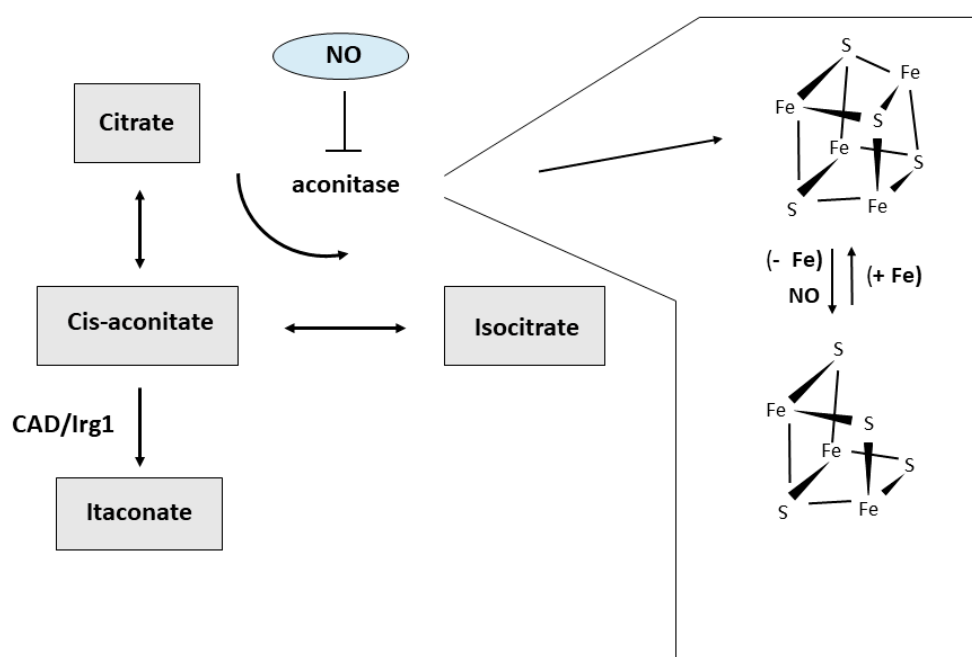 NO
Citrate
aconitase
Cis-aconitate
Isocitrate
CAD/Irg1
Itaconate
S
Fe
Fe
S
Fe
S
S
Fe
(- Fe)
(+ Fe)
NO
S
Fe
S
Fe
S
S
Fe